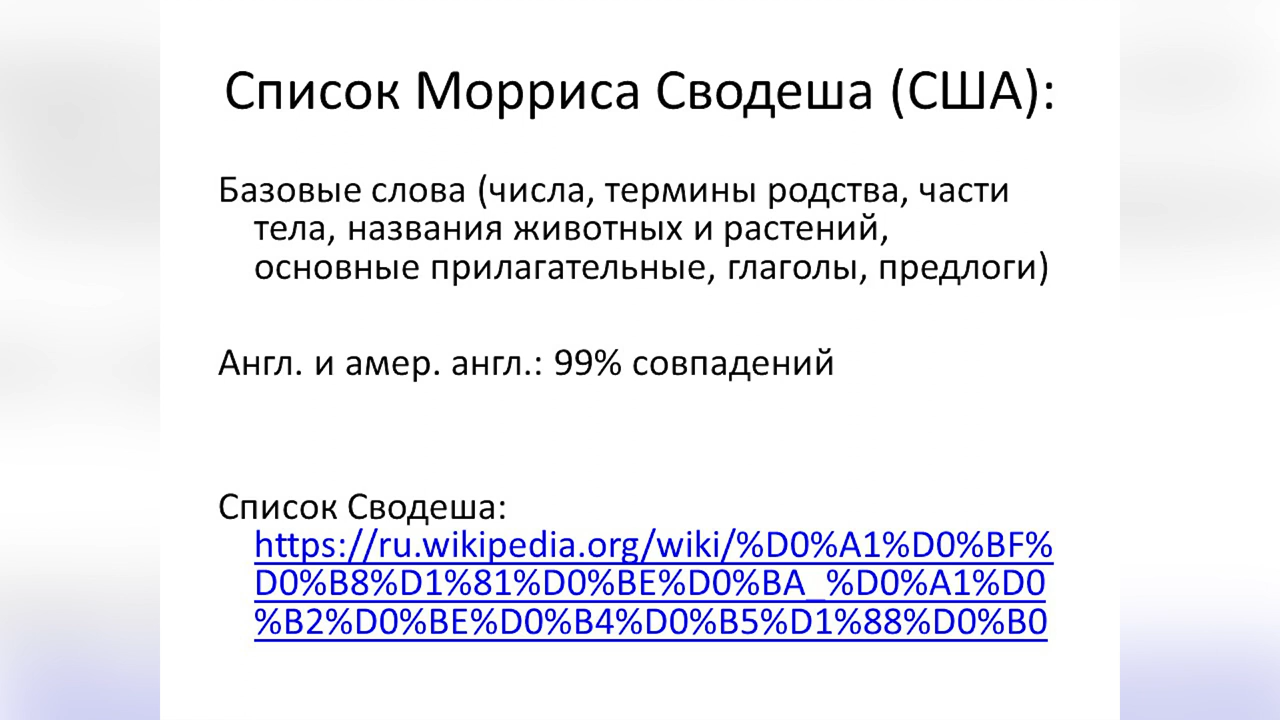 Список Морриса Сводеша (США):
Базовые слова (числа, термины родства, части
тела, названия животных и растений,
основные прилагательные, глаголы, предлоги)
Англ. и амер. англ.: 99% совпадений
Список Сводеша:
https://ru.wikipedia.org/wiki/%D0%A1%D0%BF%
D0%B8%D1%81%D0%BE%D0%BA_%D0%A1%D0
%B2%D0%BE%D0%B4%D0%B5%D1%88%D0%B0